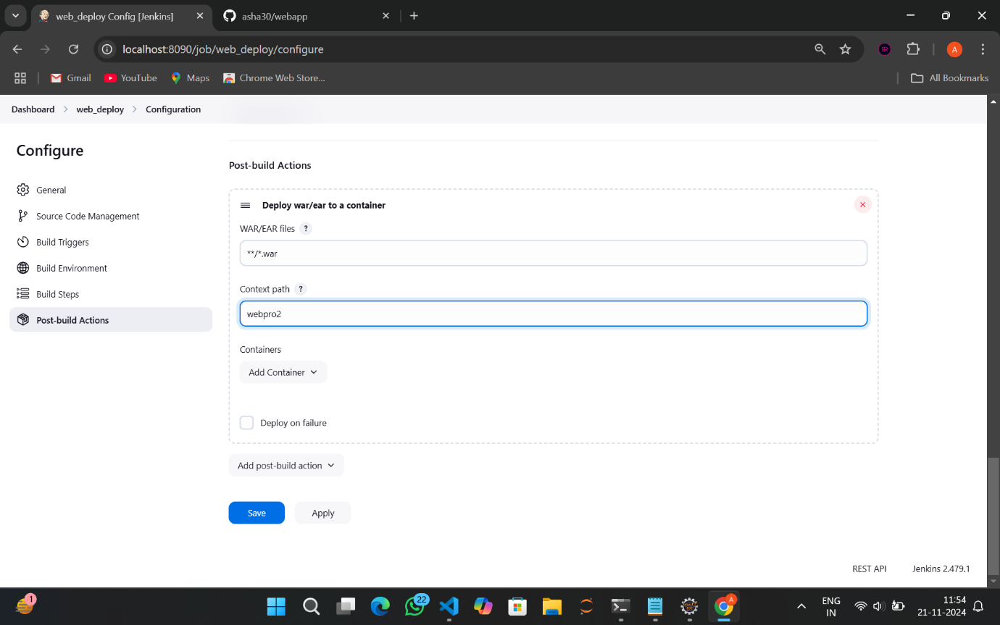 web_deploy Config [Jenkins]
asha30/webapp
localhost:8090/job/web_deploy/configure
BR
A
Gmail
YouTube
Maps
Chrome Web Store...
All Bookmarks
Dashboard
web_deploy
Configuration
Configure
General
Source Code Management
Build Triggers
Build Environment
Build Steps
Post-build Actions
Post-build Actions
Deploy war/ear to a container
WAR/EAR files ?
**/*.war
Context path ?
webpro2
Containers
Add Container
Deploy on failure
Add post-build action
Save
Apply
REST API
Jenkins 2.479.1
1
22
A
ENG
IN
11:54
21-11-2024